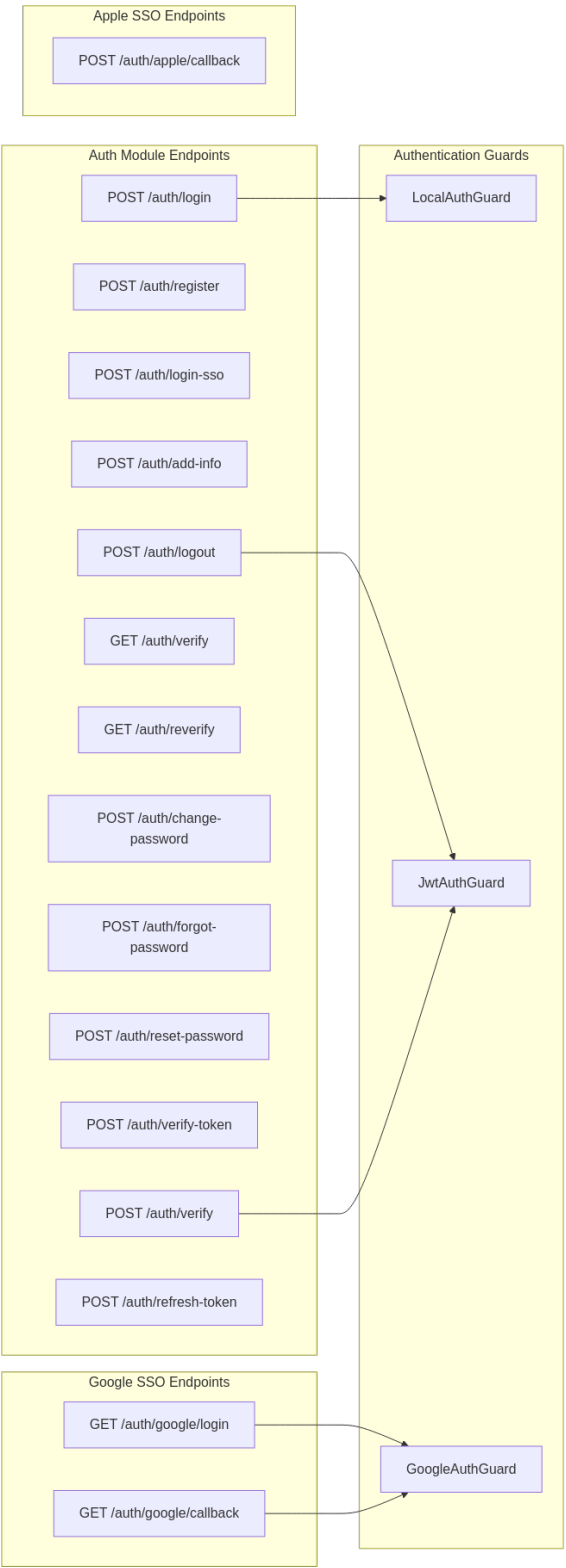 Apple SSO Endpoints
POST /auth/apple/callback
Auth Module Endpoints
POST /auth/login
POST /auth/register
POST /auth/login-sso
POST /auth/add-info
POST /auth/logout
GET /auth/verify
GET /auth/reverify
POST /auth/change-
password
POST /auth/forgot-
password
POST /auth/reset-password
POST /auth/verify-token
POST /auth/verify
POST /auth/refresh-token
Google SSO Endpoints
GET /auth/google/login
GET /auth/google/callback
Authentication Guards
LocalAuthGuard
JwtAuthGuard
GoogleAuthGuard